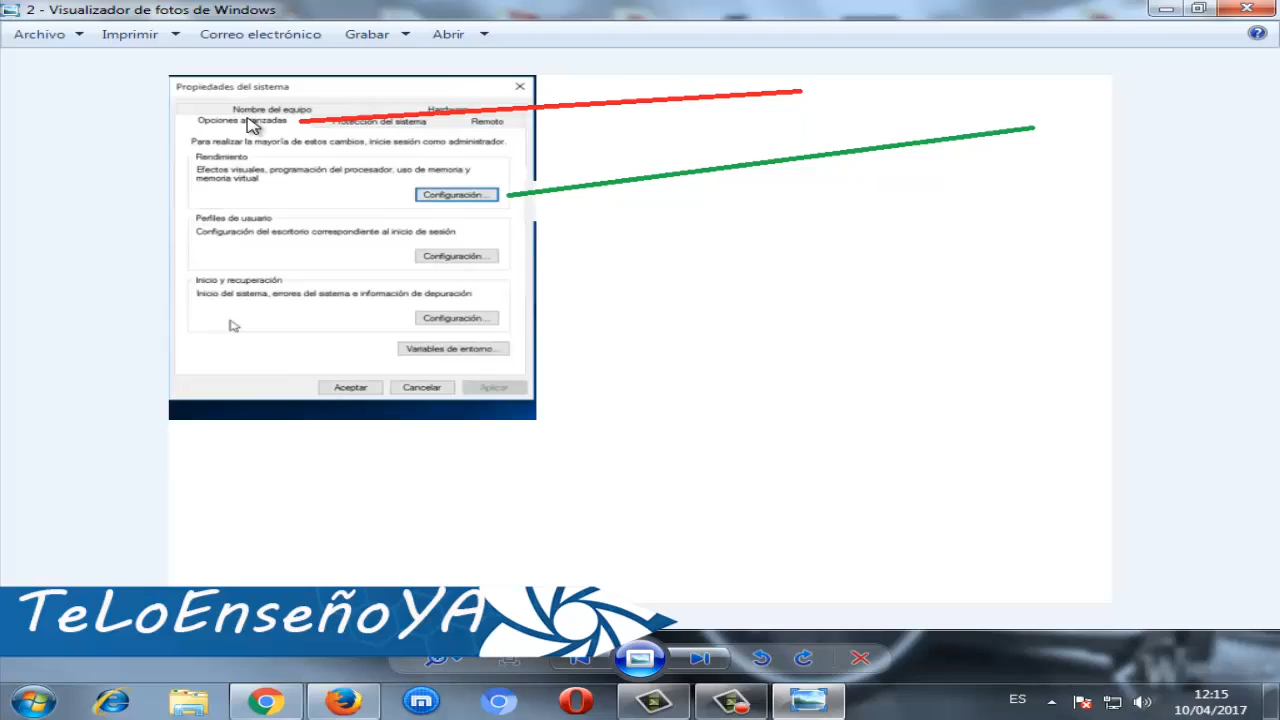 2 - Visualizador de fotos de Windows
Archivo Imprimir Correo electrónico Grabar Abrir
Propiedades del sistema
Nombre del equipo Hardware
Opciones avanzadas Protección del sistema Remoto
Para realizar la mayoría de estos cambios, inicie sesión como administrador.
Rendimiento
Efectos visuales, programación del procesador, uso de memoria y
memoria virtual
Configuración...
Perfiles de usuario
Configuración del escritorio correspondiente al inicio de sesión
Configuración...
Inicio y recuperación
Inicio del sistema, errores del sistema e información de depuración
Configuración...
Variables de entorno...
Aceptar Cancelar Aplicar
TeLoEnseñoYA
ES
12:15
10/04/2017